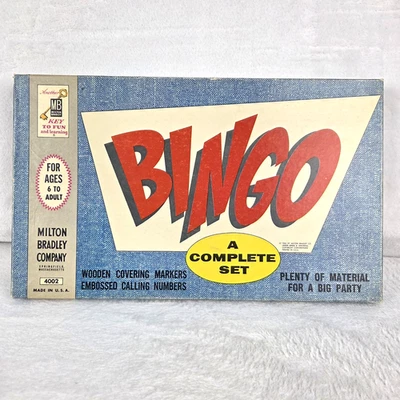 Another
MB
KEY
TO FUN
and learning
FOR
AGES
6 TO
ADULT
MILTON
BRADLEY
COMPANY
SPRINGFIELD
MASSACHUSETTS
4002
MADE IN U.S.A.
BINGO
A
COMPLETE
SET
WOODEN COVERING MARKERS
EMBOSSED CALLING NUMBERS
PLENTY OF MATERIAL
FOR A BIG PARTY